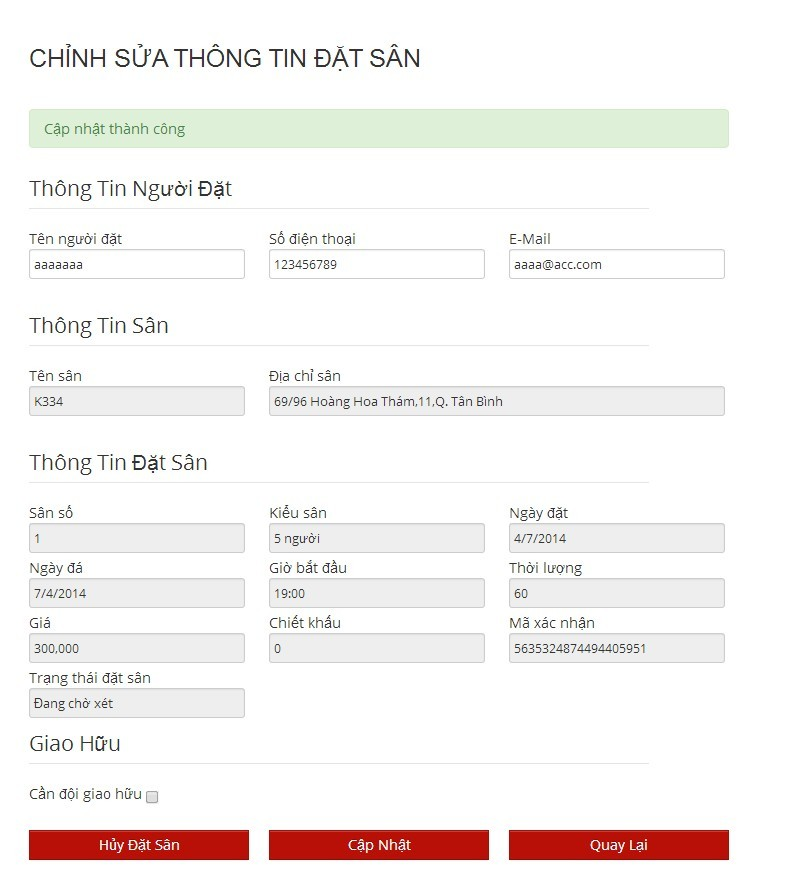 CHỈNH SỬA THÔNG TIN ĐẶT SÂN
Cập nhật thành công
Thông Tin Người Đặt
Tên người đặt Số điện thoại E-Mail
aaaaaaa 123456789 aaaa@acc.com
Thông Tin Sân
Tên sân Địa chỉ sân
K334 69/96 Hoàng Hoa Thám,11,Q. Tân Bình
Thông Tin Đặt Sân
Sân số Kiểu sân Ngày đặt
1 5 người 4/7/2014
Ngày đá Giờ bắt đầu Thời lượng
7/4/2014 19:00 60
Giá Chiết khấu Mã xác nhận
300,000 0 5635324874494405951
Trạng thái đặt sân
Đang chờ xét
Giao Hữu
Cần đội giao hữu
Hủy Đặt Sân Cập Nhật Quay Lại